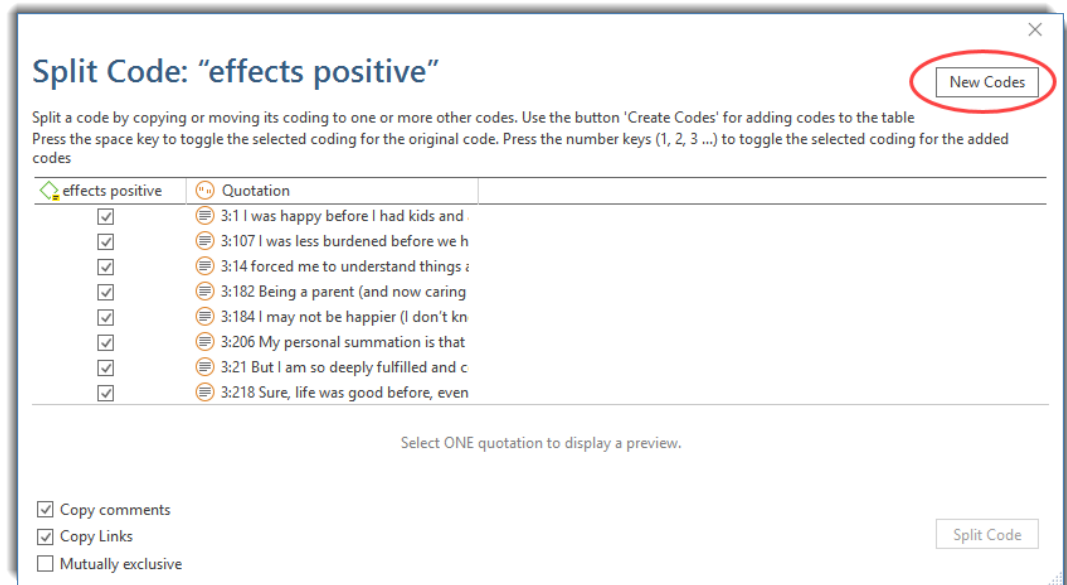 Split Code: “effects positive”
New Codes
Split a code by copying or moving its coding to one or more other codes. Use the button 'Create Codes' for adding codes to the table
Press the space key to toggle the selected coding for the original code. Press the number keys (1, 2, 3 ...) to toggle the selected coding for the added
codes
effects positive Quotation
3:1 I was happy before I had kids and
3:107 I was less burdened before we h
3:14 forced me to understand things a
3:182 Being a parent (and now caring
3:184 I may not be happier (I don't kn
3:206 My personal summation is that
3:21 But I am so deeply fulfilled and c
3:218 Sure, life was good before, even
Select ONE quotation to display a preview.
Copy comments
Copy Links
Split Code
Mutually exclusive